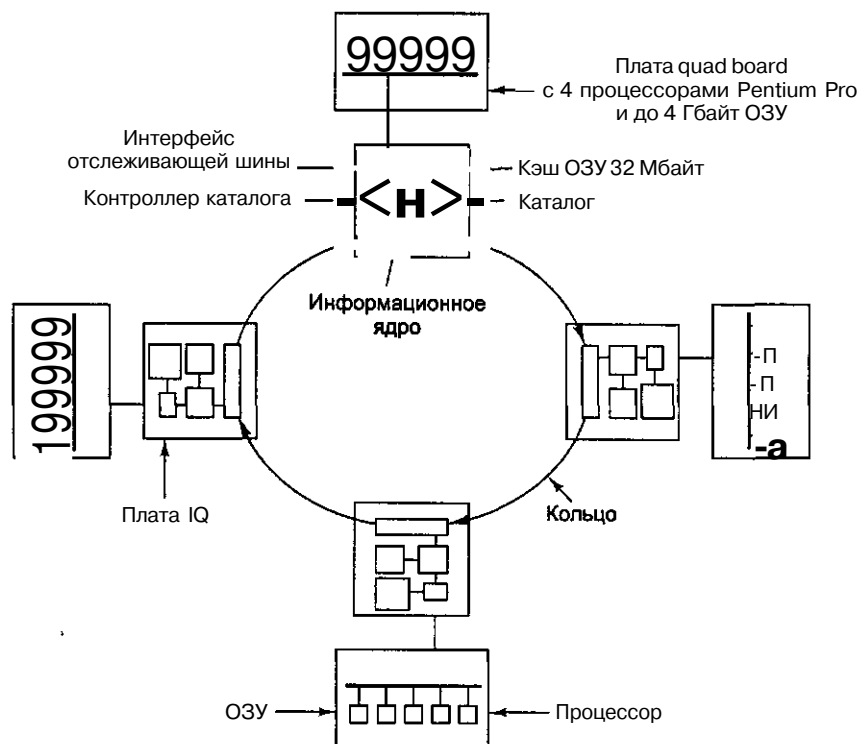 99999
Плата quad board
с 4 процессорами Pentium Pro
и до 4 Гбайт ОЗУ
Интерфейс
отслеживающей шины
Кэш ОЗУ 32 Мбайт
Контроллер каталога
<н>
Каталог
Информационное
ядро
199999
-П
-П
НИ
-а
Плата IQ
Кольцо
ОЗУ
Процессор